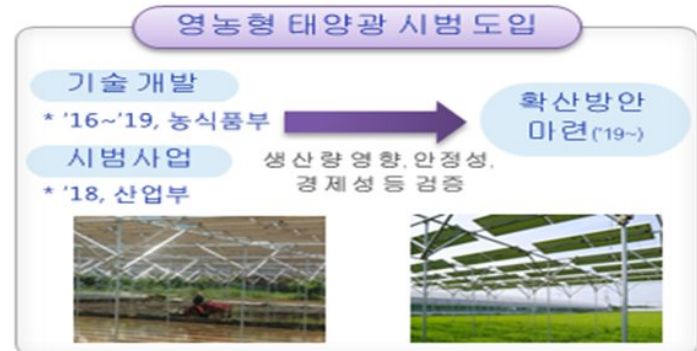 영농형 태양광 시범 도입
기술 개발
* '16~'19, 농식품부
시범사업
* '18, 산업부
생산량 영향, 안정성,
경제성 등 검증
확산방안
마련('19~)